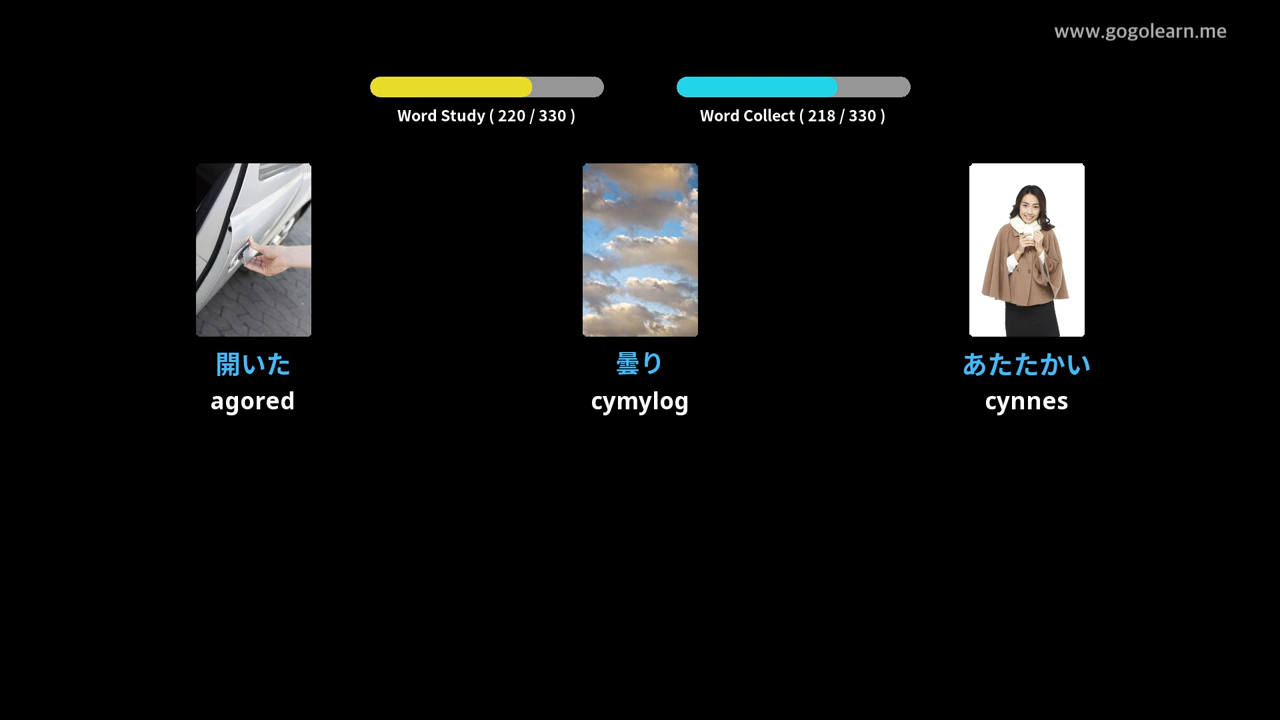 www.gogolearn.me
Word Study ( 220 / 330 )
Word Collect ( 218 / 330 )
開いた
曇り
あたたかい
agored
cymylog
cynnes